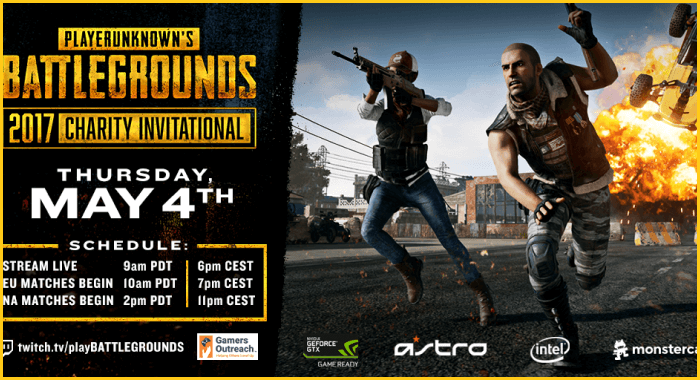 PLAYERUNKNOWN'S
BATTLEGROUNDS
2017 CHARITY INVITATIONAL
THURSDAY,
MAY 4TH
SCHEDULE:
STREAM LIVE 9am PDT 6pm CEST
EU MATCHES BEGIN 10am PDT 7pm CEST
NA MATCHES BEGIN 2pm PDT 11pm CEST
twitch.tv/playBATTLEGROUNDS
Gamers
Outreach.
NVIDIA
GEFORCE
GTX
GAME READY
ASTRO
intel
monsterca